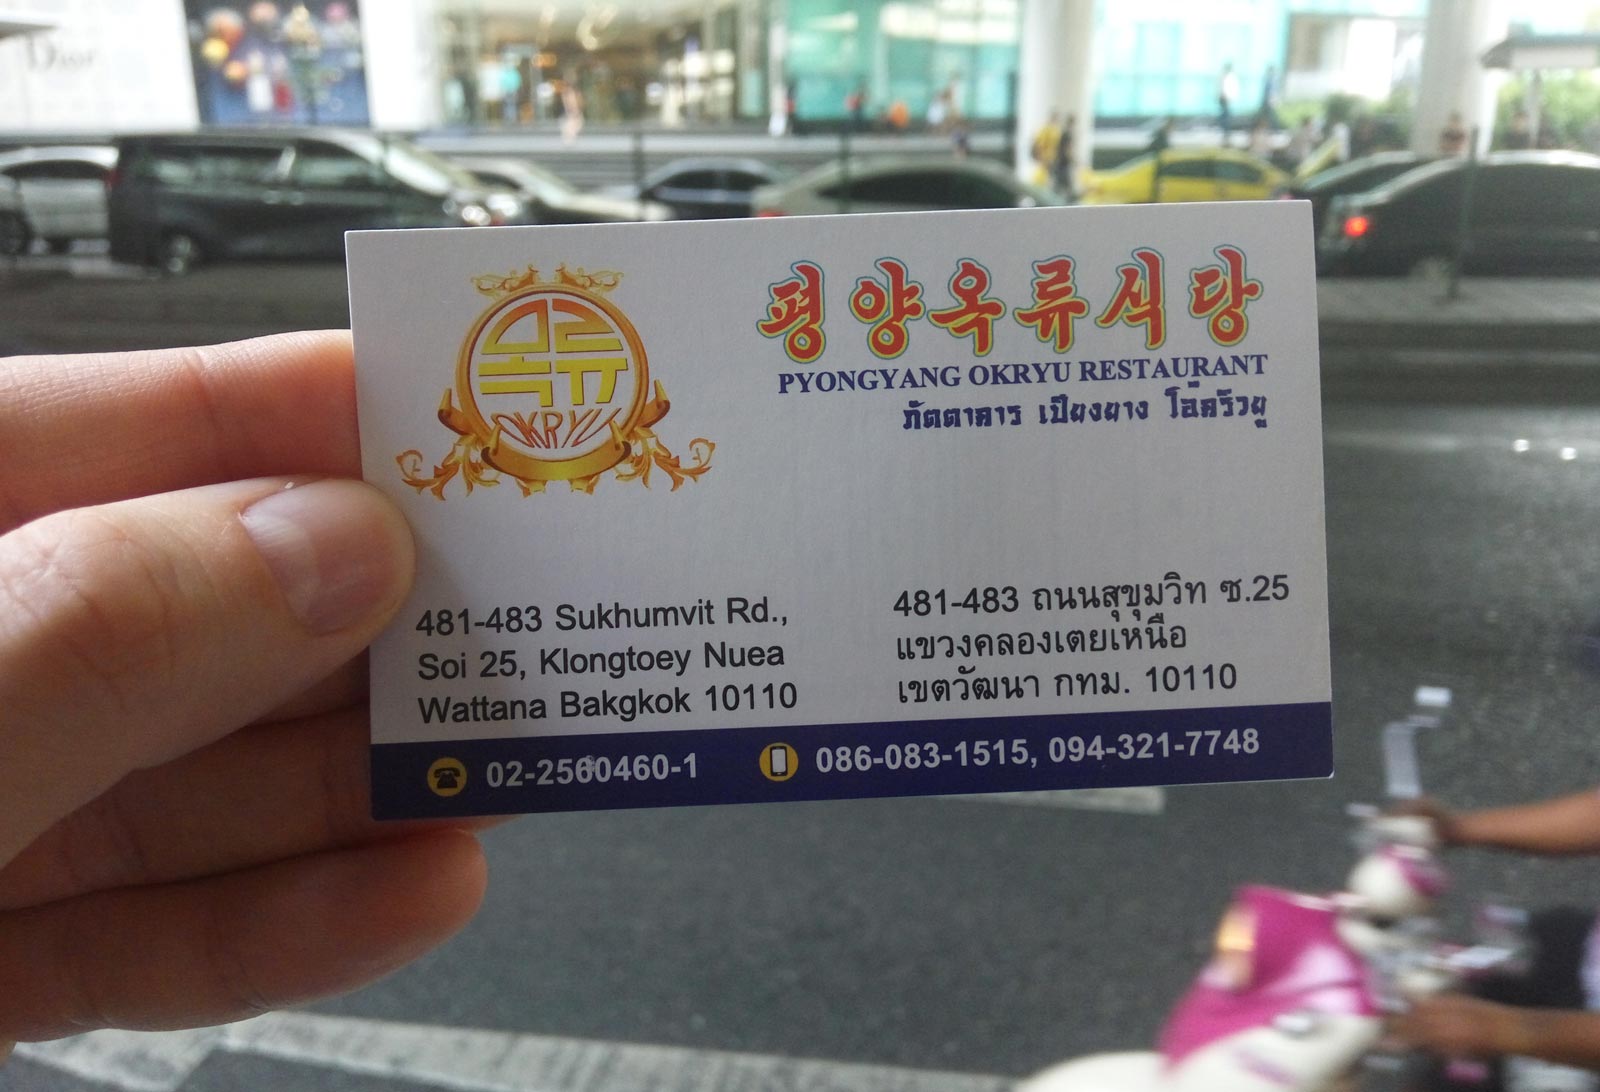 Dior
옥류
OKRYU
평양옥류식당
PYONGYANG OKRYU RESTAURANT
ภัตตาคาร เปียงยาง โอ๊ครีวยู
481-483 Sukhumvit Rd.,
Soi 25, Klongtoey Nuea
Wattana Bakgkok 10110
481-483 ถนนสุขุมวิท ซ.25
แขวงคลองเตยเหนือ
เขตวัฒนา กทม. 10110
02-2560460-1
086-083-1515, 094-321-7748